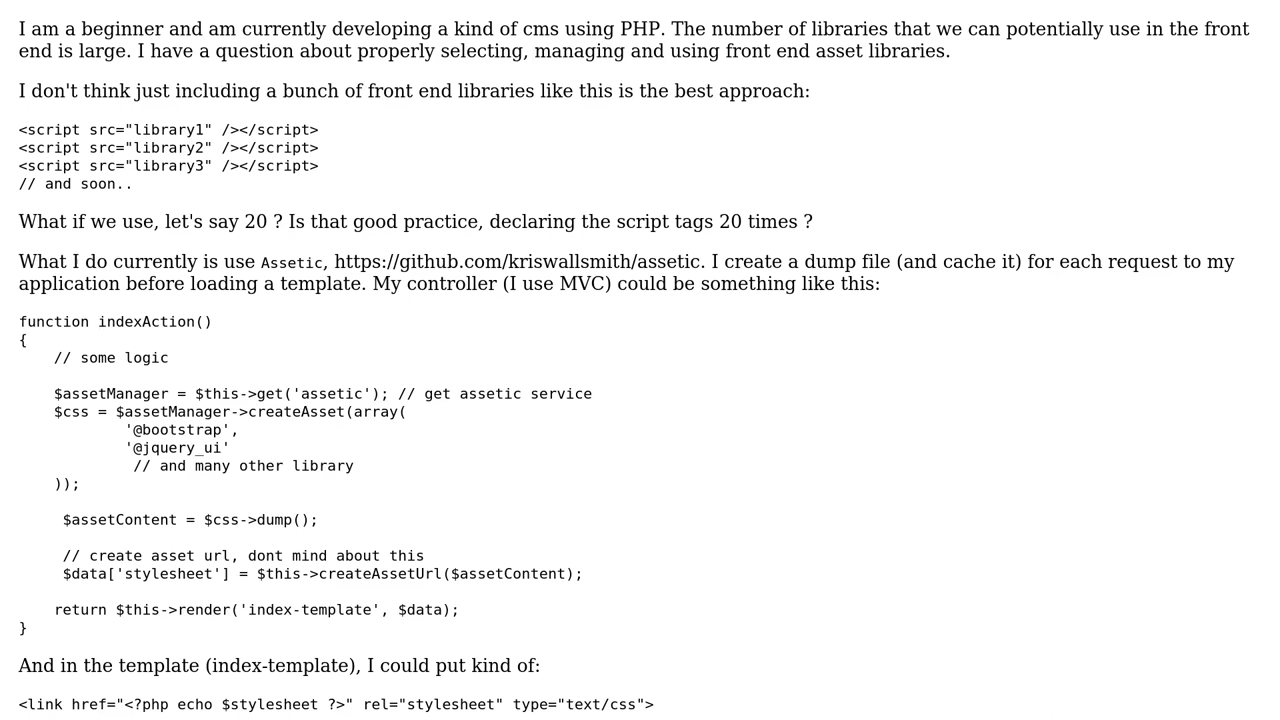 I am a beginner and am currently developing a kind of cms using PHP. The number of libraries that we can potentially use in the front
end is large. I have a question about properly selecting, managing and using front end asset libraries.
I don't think just including a bunch of front end libraries like this is the best approach:
<script src="library1" /></script>
<script src="library2" /></script>
<script src="library3" /></script>
// and soon..
What if we use, let's say 20 ? Is that good practice, declaring the script tags 20 times ?
What I do currently is use Assetic, https://github.com/kriswallsmith/assetic. I create a dump file (and cache it) for each request to my
application before loading a template. My controller (I use MVC) could be something like this:
function indexAction()
{
    // some logic
    $assetManager = $this->get('assetic'); // get assetic service
    $css = $assetManager->createAsset(array(
            '@bootstrap',
            '@jquery_ui'
             // and many other library
    ));
     $assetContent = $css->dump();
     // create asset url, dont mind about this
     $data['stylesheet'] = $this->createAssetUrl($assetContent);
    return $this->render('index-template', $data);
}
And in the template (index-template), I could put kind of:
<link href="<?php echo $stylesheet ?>" rel="stylesheet" type="text/css">